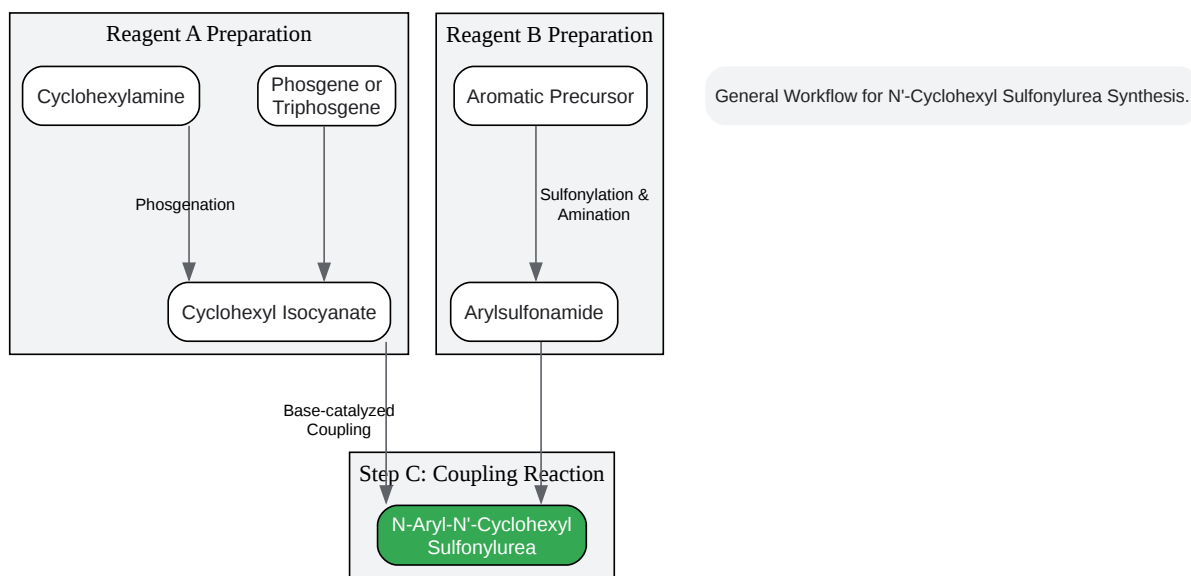 Reagent A Preparation
Cyclohexylamine
Phosgene or
Triphosgene
Phosgenation
Cyclohexyl Isocyanate
Reagent B Preparation
Aromatic Precursor
Sulfonylation &
Amination
Arylsulfonamide
General Workflow for N'-Cyclohexyl Sulfonylurea Synthesis.
Base-catalyzed
Coupling
Step C: Coupling Reaction
N-Aryl-N'-Cyclohexyl
Sulfonylurea